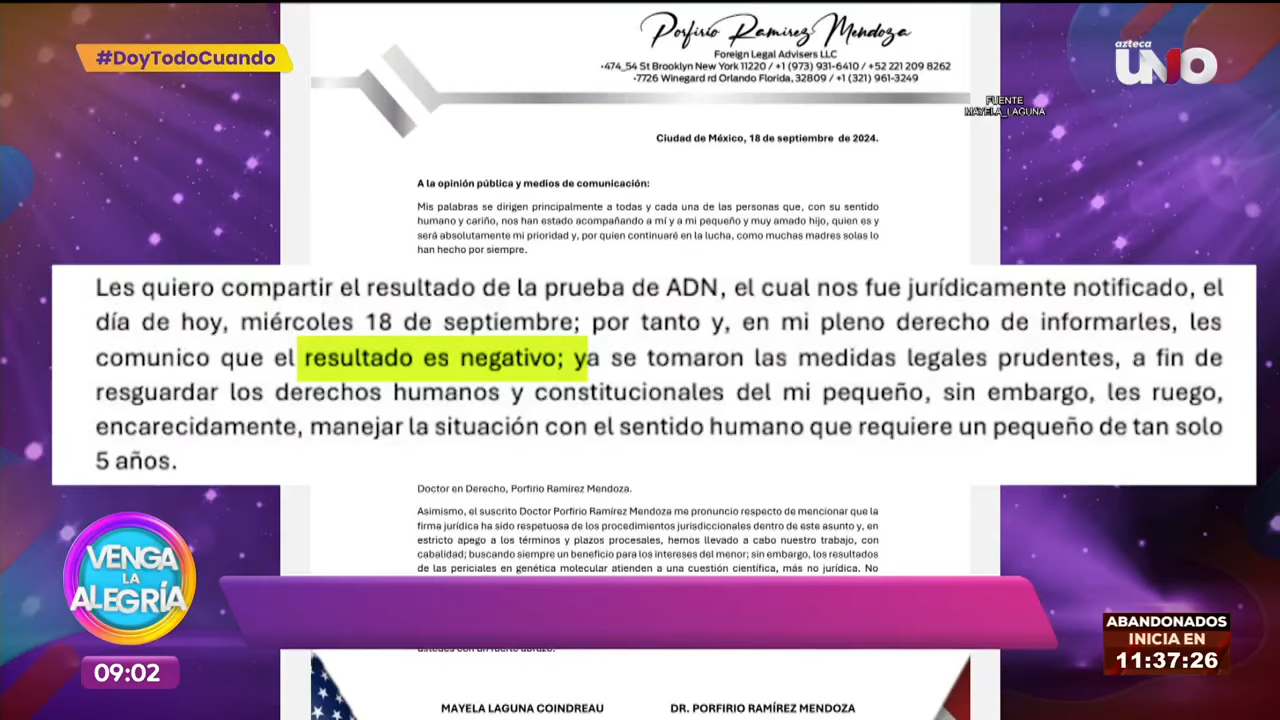 #DoyTodoCuando
Porfirio Ramirez Mendoza
Foreign Legal Advisers LLC
·474_54 St Brooklyn New York 11220 / +1 (973) 931-6410 / +52 221 209 8262
·7726 Winegard rd Orlando Florida, 32809 / +1 (321) 961-3249
azteca
UNO
FUENTE
MAYELA_LAGUNA
Ciudad de México, 18 de septiembre de 2024.
A la opinión pública y medios de comunicación:
Mis palabras se dirigen principalmente a todas y cada una de las personas que, con su sentido
humano y cariño, nos han estado acompañando a mí y a mi pequeño y muy amado hijo, quien es y
será absolutamente mi prioridad y, por quien continuaré en la lucha, como muchas madres solas lo
han hecho por siempre.
Les quiero compartir el resultado de la prueba de ADN, el cual nos fue jurídicamente notificado, el
día de hoy, miércoles 18 de septiembre; por tanto y, en mi pleno derecho de informarles, les
comunico que el resultado es negativo; ya se tomaron las medidas legales prudentes, a fin de
resguardar los derechos humanos y constitucionales del mi pequeño, sin embargo, les ruego,
encarecidamente, manejar la situación con el sentido humano que requiere un pequeño de tan solo
5 años.
Doctor en Derecho, Porfirio Ramírez Mendoza.
Asimismo, el suscrito Doctor Porfirio Ramírez Mendoza me pronuncio respecto de mencionar que la
firma jurídica ha sido respetuosa de los procedimientos jurisdiccionales dentro de este asunto y, en
estricto apego a los términos y plazos procesales, hemos llevado a cabo nuestro trabajo, con
cabalidad; buscando siempre un beneficio para los intereses del menor; sin embargo, los resultados
de las periciales en genética molecular atienden a una cuestión científica, más no jurídica. No
VENGA
LA
ALEGRÍA
09:02
ABANDONADOS
INICIA EN
11:37:26
MAYELA LAGUNA COINDREAU
DR. PORFIRIO RAMÍREZ MENDOZA